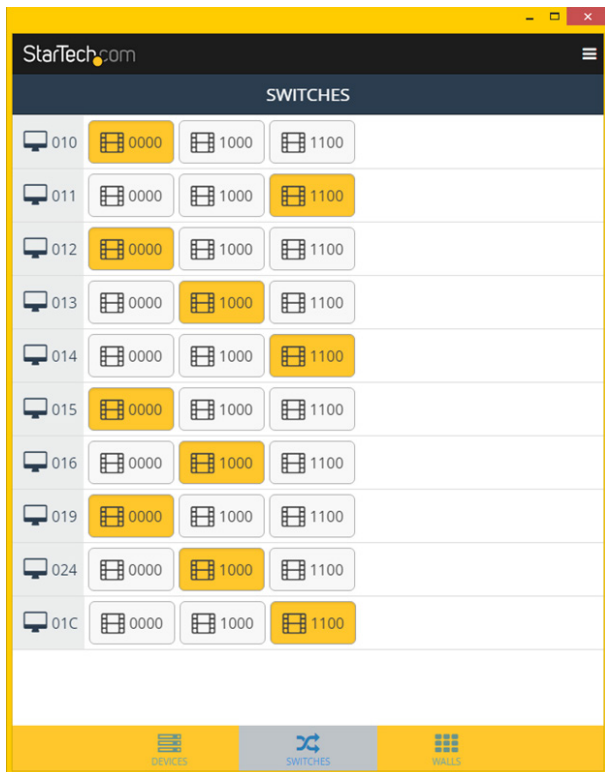 StarTech.com
SWITCHES
010 0000 1000 1100
011 0000 1000 1100
012 0000 1000 1100
013 0000 1000 1100
014 0000 1000 1100
015 0000 1000 1100
016 0000 1000 1100
019 0000 1000 1100
024 0000 1000 1100
01C 0000 1000 1100
DEVICES SWITCHES WALLS